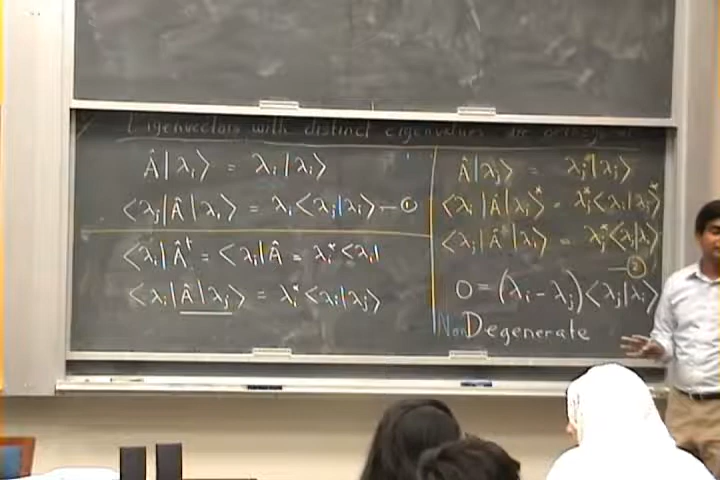 Eigenvectors with distinct eigenvalues are
Â|λᵢ⟩ = λᵢ|λᵢ⟩
⟨λⱼ|Â|λᵢ⟩ = λᵢ⟨λⱼ|λᵢ⟩ — ①
⟨λᵢ|Â† = ⟨λᵢ|Â = λᵢ*⟨λᵢ|
⟨λᵢ|Â|λⱼ⟩ = λᵢ*⟨λᵢ|λⱼ⟩
Â|λⱼ⟩ = λⱼ|λⱼ⟩
⟨λᵢ|Â|λⱼ⟩* = λⱼ*⟨λᵢ|λⱼ⟩*
⟨λⱼ|Â†|λᵢ⟩ = λⱼ*⟨λⱼ|λᵢ⟩
— ②
0 = (λᵢ - λⱼ)⟨λⱼ|λᵢ⟩
Non Degenerate